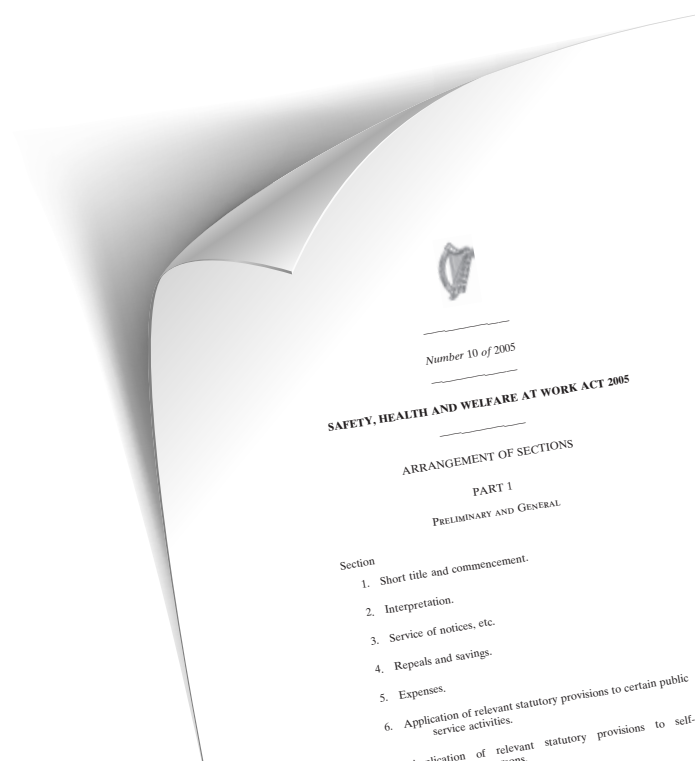 Number 10 of 2005
SAFETY, HEALTH AND WELFARE AT WORK ACT 2005
ARRANGEMENT OF SECTIONS
PART 1
Preliminary and General
Section
1. Short title and commencement.
2. Interpretation.
3. Service of notices, etc.
4. Repeals and savings.
5. Expenses.
6. Application of relevant statutory provisions to certain public
service activities.
of relevant statutory provisions to self-